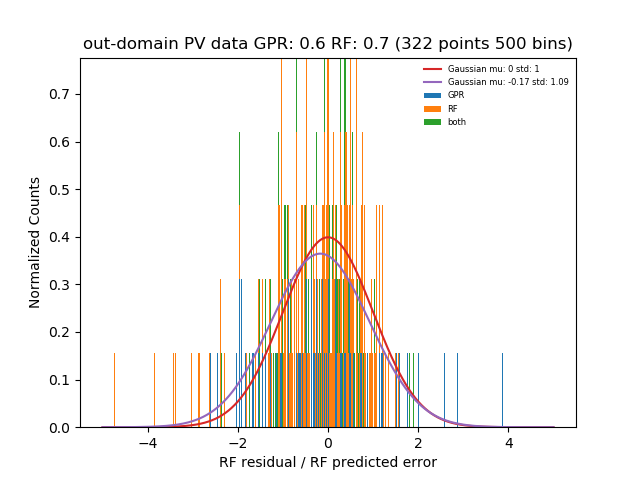 out-domain PV data GPR: 0.6 RF: 0.7 (322 points 500 bins)
Gaussian mu: 0 std: 1
Gaussian mu: -0.17 std: 1.09
GPR
RF
both
Normalized Counts
0.7
0.6
0.5
0.4
0.3
0.2
0.1
0.0
−4
−2
0
2
4
RF residual / RF predicted error